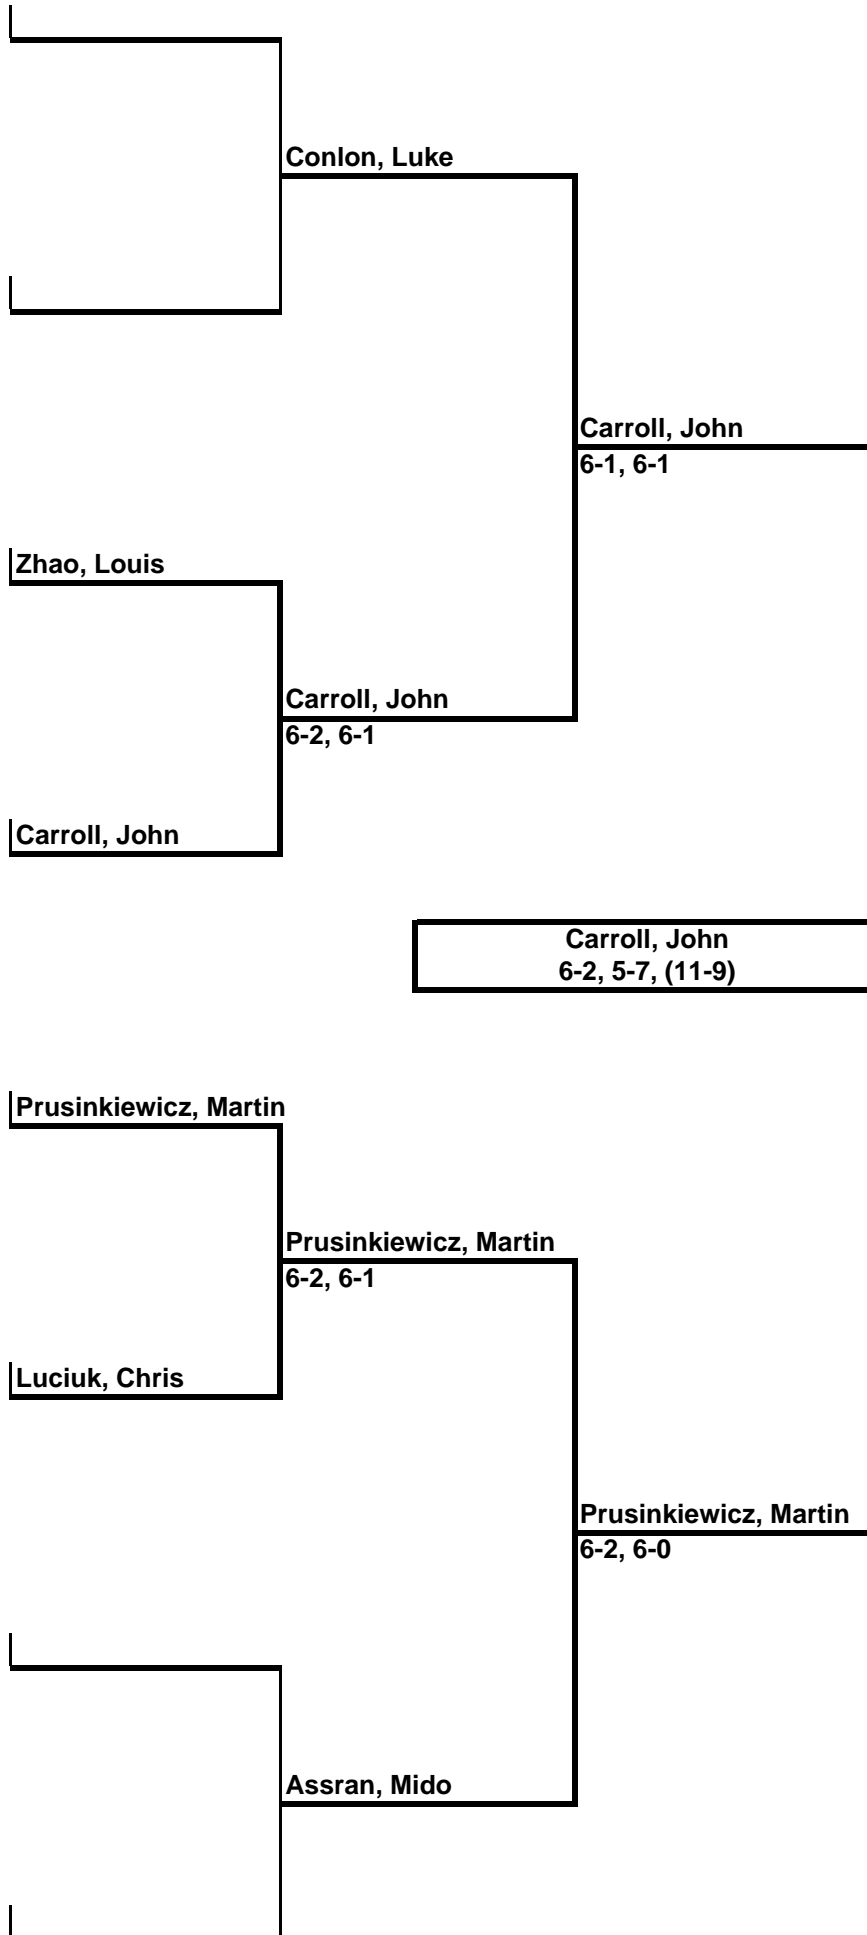 Conlon, Luke
Carroll, John
6-1, 6-1
Zhao, Louis
Carroll, John
6-2, 6-1
Carroll, John
Carroll, John
6-2, 5-7, (11-9)
Prusinkiewicz, Martin
Prusinkiewicz, Martin
6-2, 6-1
Luciuk, Chris
Prusinkiewicz, Martin
6-2, 6-0
Assran, Mido